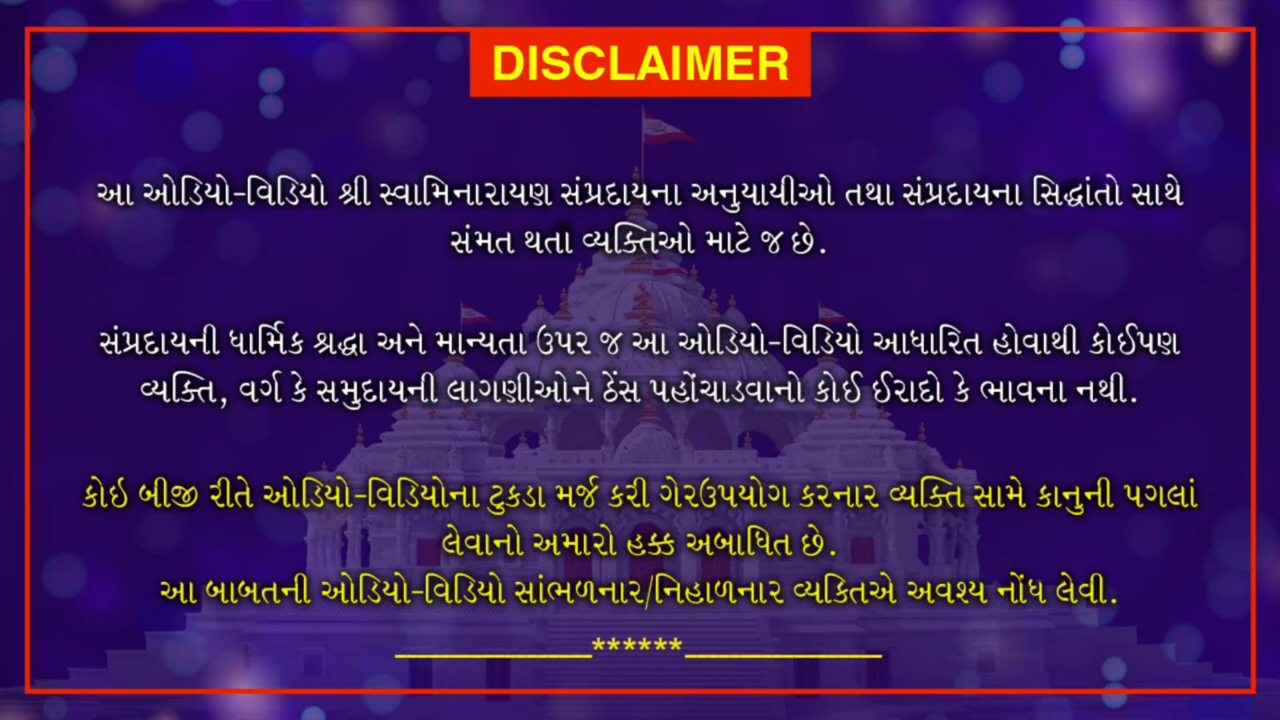 DISCLAIMER
આ ઓડિયો-વિડિયો શ્રી સ્વામિનારાયણ સંપ્રદાયના અનુયાયીઓ તથા સંપ્રદાયના સિદ્ધાંતો સાથે
સંમત થતા વ્યક્તિઓ માટે જ છે.
સંપ્રદાયની ધાર્મિક શ્રદ્ધા અને માન્યતા ઉપર જ આ ઓડિયો-વિડિયો આધારિત હોવાથી કોઈપણ
વ્યક્તિ, વર્ગ કે સમુદાયની લાગણીઓને ઠેંસ પહોંચાડવાનો કોઈ ઈરાદો કે ભાવના નથી.
કોઇ બીજી રીતે ઓડિયો-વિડિયોના ટુકડા મર્જ કરી ગેરઉપયોગ કરનાર વ્યક્તિ સામે કાનુની પગલાં
લેવાનો અમારો હક્ક અબાધિત છે.
આ બાબતની ઓડિયો-વિડિયો સાંભળનાર/નિહાળનાર વ્યકિતએ અવશ્ય નોંધ લેવી.
______________******______________